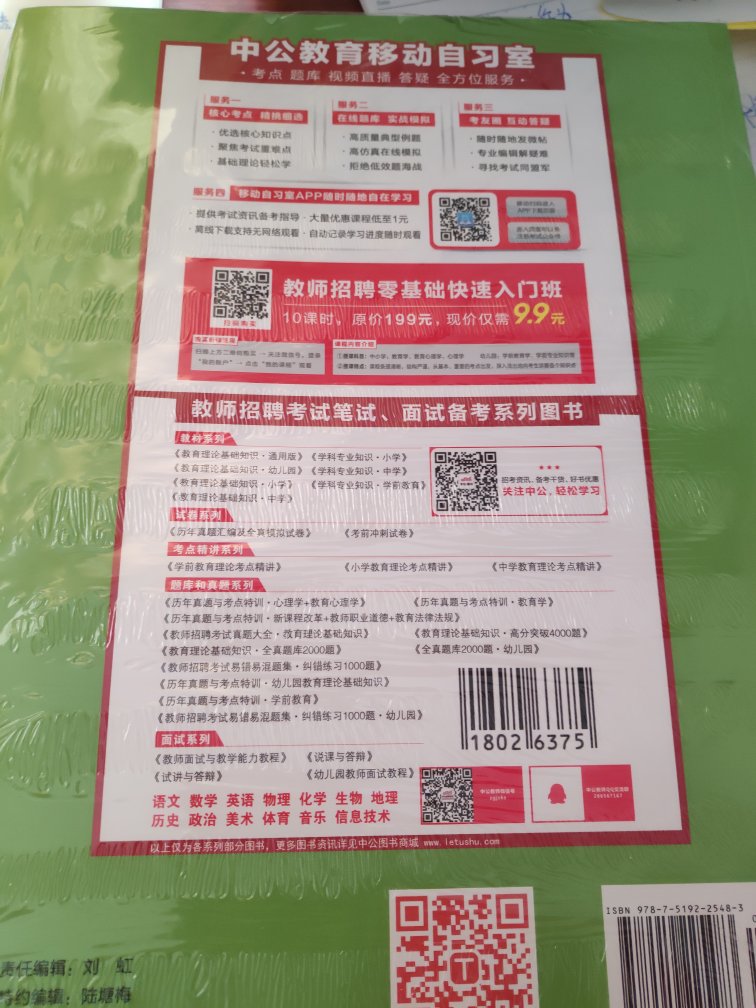 中公教育移动自习室
·考点 题库 视频直播 答疑 全方位服务·
服务一
核心考点 精挑细选
·优选核心知识点
·聚焦考试重难点
·基础理论轻松学
服务二
在线题库 实战模拟
·高质量典型例题
·高仿真在线模拟
·拒绝低效题海战
服务三
考友圈 互动答疑
·随时随地发微帖
·专业编辑解疑难
·寻找考试同盟军
服务四 移动自习室APP随时随地自在学习
·提供考试资讯备考指导·大量优惠课程低至1元
·离线下载支持无网络观看·自动记录学习进度随时观看
扫码购买
教师招聘零基础快速入门班
10课时,原价199元,现价仅需9.9元
课程内容介绍
教师招聘考试笔试、面试备考系列图书
教材系列
《教育理论基础知识·通用版》《学科专业知识·小学》
《教育理论基础知识·幼儿园》《学科专业知识·中学》
《教育理论基础知识·小学》《学科专业知识·学前教育》
《教育理论基础知识·中学》
招考资讯、备考干货、好书优惠
关注中公,轻松学习
试卷系列
《历年真题汇编及全真模拟试卷》 《考前冲刺试卷》
考点精讲系列
《学前教育理论考点精讲》 《小学教育理论考点精讲》 《中学教育理论考点精讲》
题库和真题系列
《历年真题与考点特训·心理学+教育心理学》 《历年真题与考点特训·教育学》
《历年真题与考点特训·新课程改革+教师职业道德+教育法律法规》
《教师招聘考试真题大全·教育理论基础知识》 《教育理论基础知识·高分突破4000题》
《教育理论基础知识·全真题库2000题》 《全真题库2000题·幼儿园》
《教师招聘考试易错易混题集·纠错练习1000题》
《历年真题与考点特训·幼儿园教育理论基础知识》
《历年真题与考点特训·学前教育》
《教师招聘考试易错易混题集·纠错练习1000题·幼儿园》
18026375
面试系列
《教师面试与教学能力教程》 《说课与答辩》
《试讲与答辩》 《幼儿园教师面试教程》
语文 数学 英语 物理 化学 生物 地理
历史 政治 美术 体育 音乐 信息技术
以上仅为各系列部分图书,更多图书资讯详见中公图书商城 www.letushu.com
ISBN 978-7-5192-2548-3
责任编辑:刘 虹
特约编辑:陆塘梅